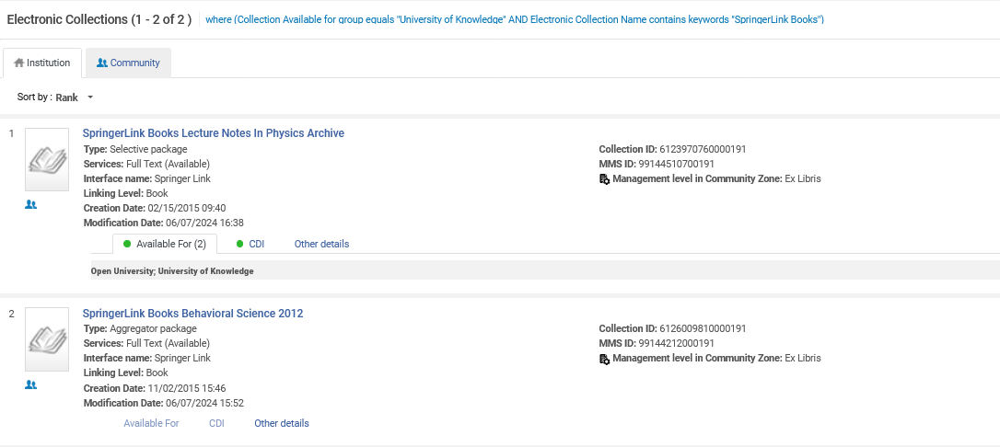 Electronic Collections (1 - 2 of 2 ) where (Collection Available for group equals "University of Knowledge" AND Electronic Collection Name contains keywords "SpringerLink Books")
Institution Community
Sort by : Rank
1 SpringerLink Books Lecture Notes In Physics Archive
Type: Selective package Collection ID: 6123970760000191
Services: Full Text (Available) MMS ID: 99144510700191
Interface name: Springer Link Management level in Community Zone: Ex Libris
Linking Level: Book
Creation Date: 02/15/2015 09:40
Modification Date: 06/07/2024 16:38
Available For (2) CDI Other details
Open University; University of Knowledge
2 SpringerLink Books Behavioral Science 2012
Type: Aggregator package Collection ID: 6126009810000191
Services: Full Text (Available) MMS ID: 99144212000191
Interface name: Springer Link Management level in Community Zone: Ex Libris
Linking Level: Book
Creation Date: 11/02/2015 15:46
Modification Date: 06/07/2024 15:52
Available For CDI Other details